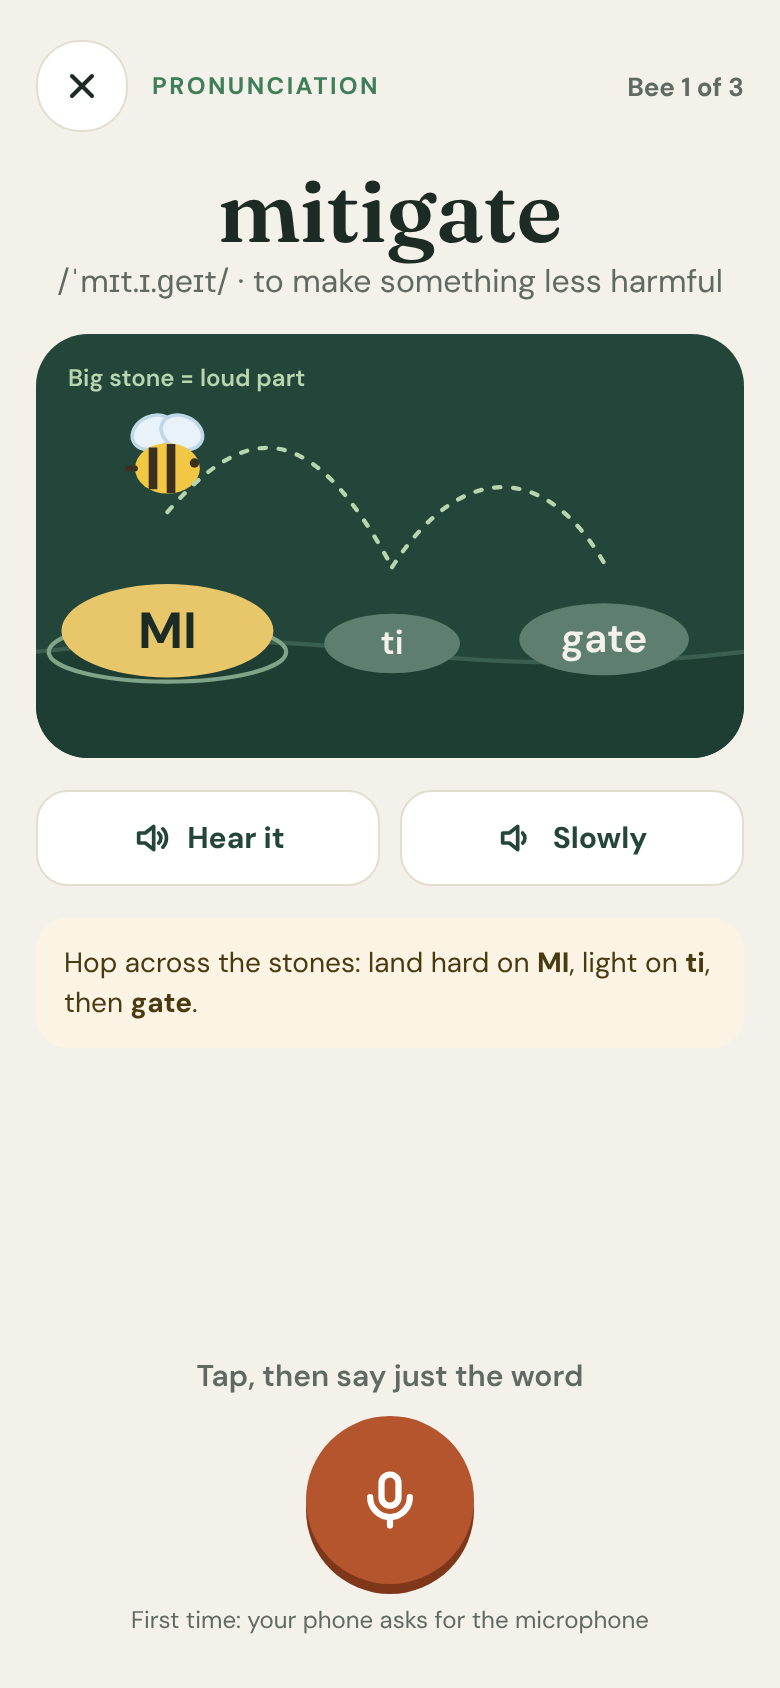 PRONUNCIATION
Bee 1 of 3
mitigate
/ˈmɪt.ɪ.ɡeɪt/ · to make something less harmful
Big stone = loud part
MI
ti
gate
Hear it
Slowly
Hop across the stones: land hard on MI, light on ti,
then gate.
Tap, then say just the word
First time: your phone asks for the microphone